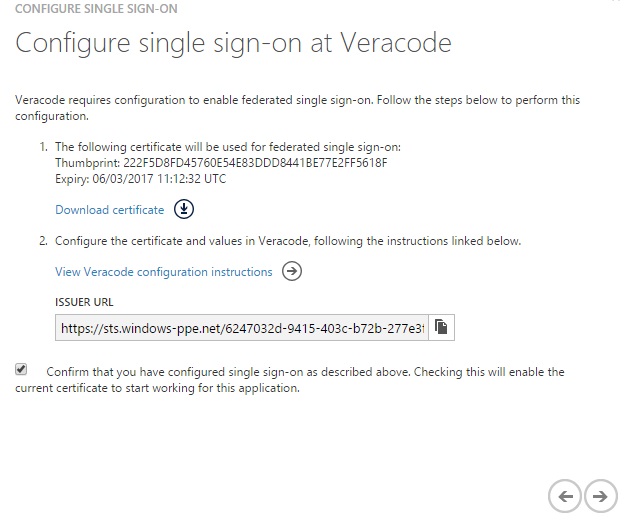 CONFIGURE SINGLE SIGN-ON
Configure single sign-on at Veracode
Veracode requires configuration to enable federated single sign-on. Follow the steps below to perform this
configuration.
1. The following certificate will be used for federated single sign-on:
Thumbprint: 222F5D8FD45760E54E83DDD8441BE77E2FF5618F
Expiry: 06/03/2017 11:12:32 UTC
Download certificate
2. Configure the certificate and values in Veracode, following the instructions linked below.
View Veracode configuration instructions
ISSUER URL
https://sts.windows-ppe.net/6247032d-9415-403c-b72b-277e3f
Confirm that you have configured single sign-on as described above. Checking this will enable the
current certificate to start working for this application.